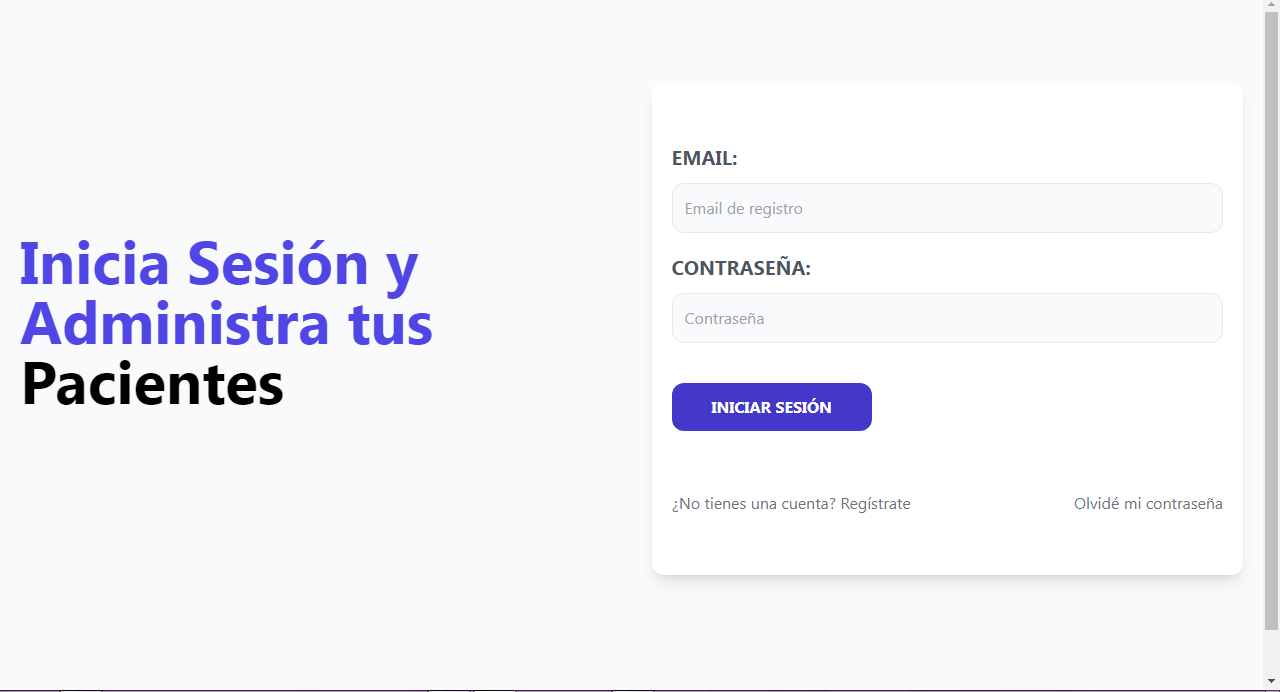 Inicia Sesión y
Administra tus
Pacientes
EMAIL:
Email de registro
CONTRASEÑA:
Contraseña
INICIAR SESIÓN
¿No tienes una cuenta? Regístrate
Olvidé mi contraseña